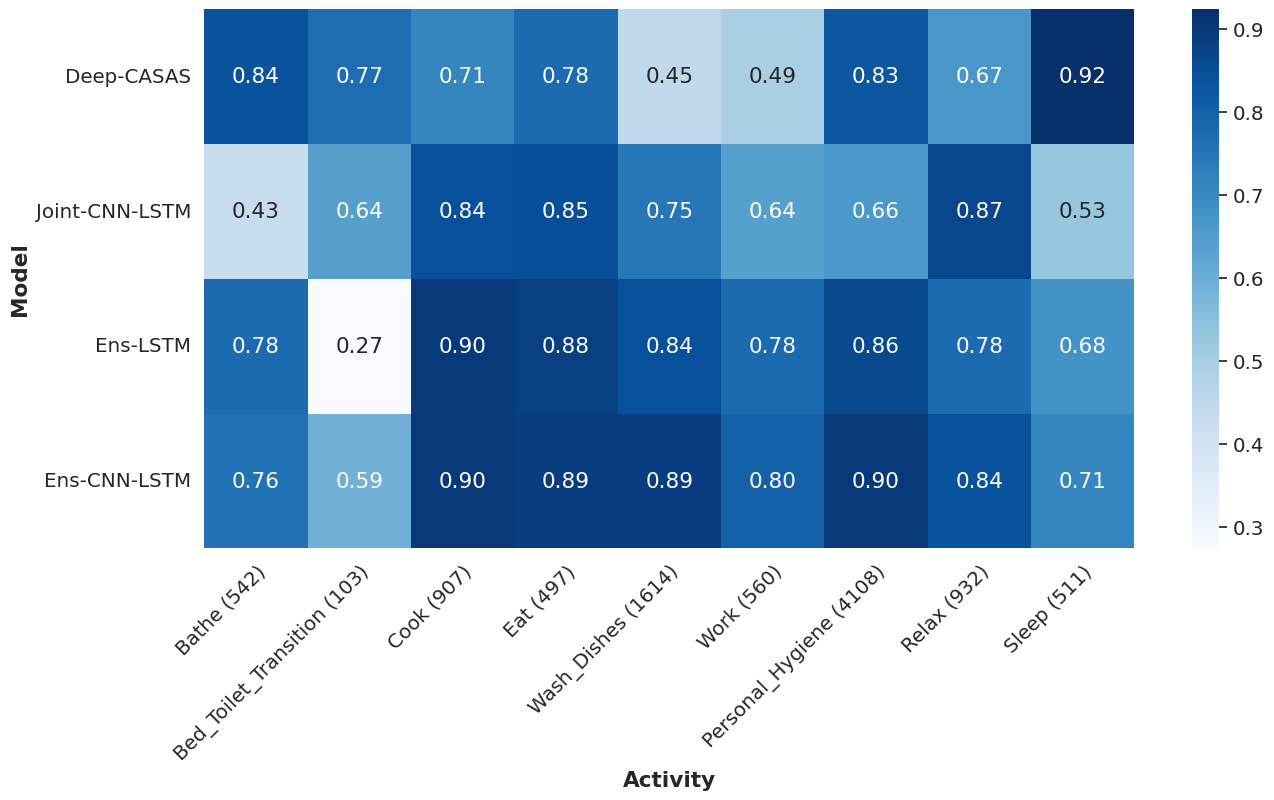 Model
Deep-CASAS 0.84 0.77 0.71 0.78 0.45 0.49 0.83 0.67 0.92
Joint-CNN-LSTM 0.43 0.64 0.84 0.85 0.75 0.64 0.66 0.87 0.53
Ens-LSTM 0.78 0.27 0.90 0.88 0.84 0.78 0.86 0.78 0.68
Ens-CNN-LSTM 0.76 0.59 0.90 0.89 0.89 0.80 0.90 0.84 0.71
Bathe (542)
Bed_Toilet_Transition (103)
Cook (907)
Eat (497)
Wash_Dishes (1614)
Work (560)
Personal_Hygiene (4108)
Relax (932)
Sleep (511)
Activity
0.9
0.8
0.7
0.6
0.5
0.4
0.3